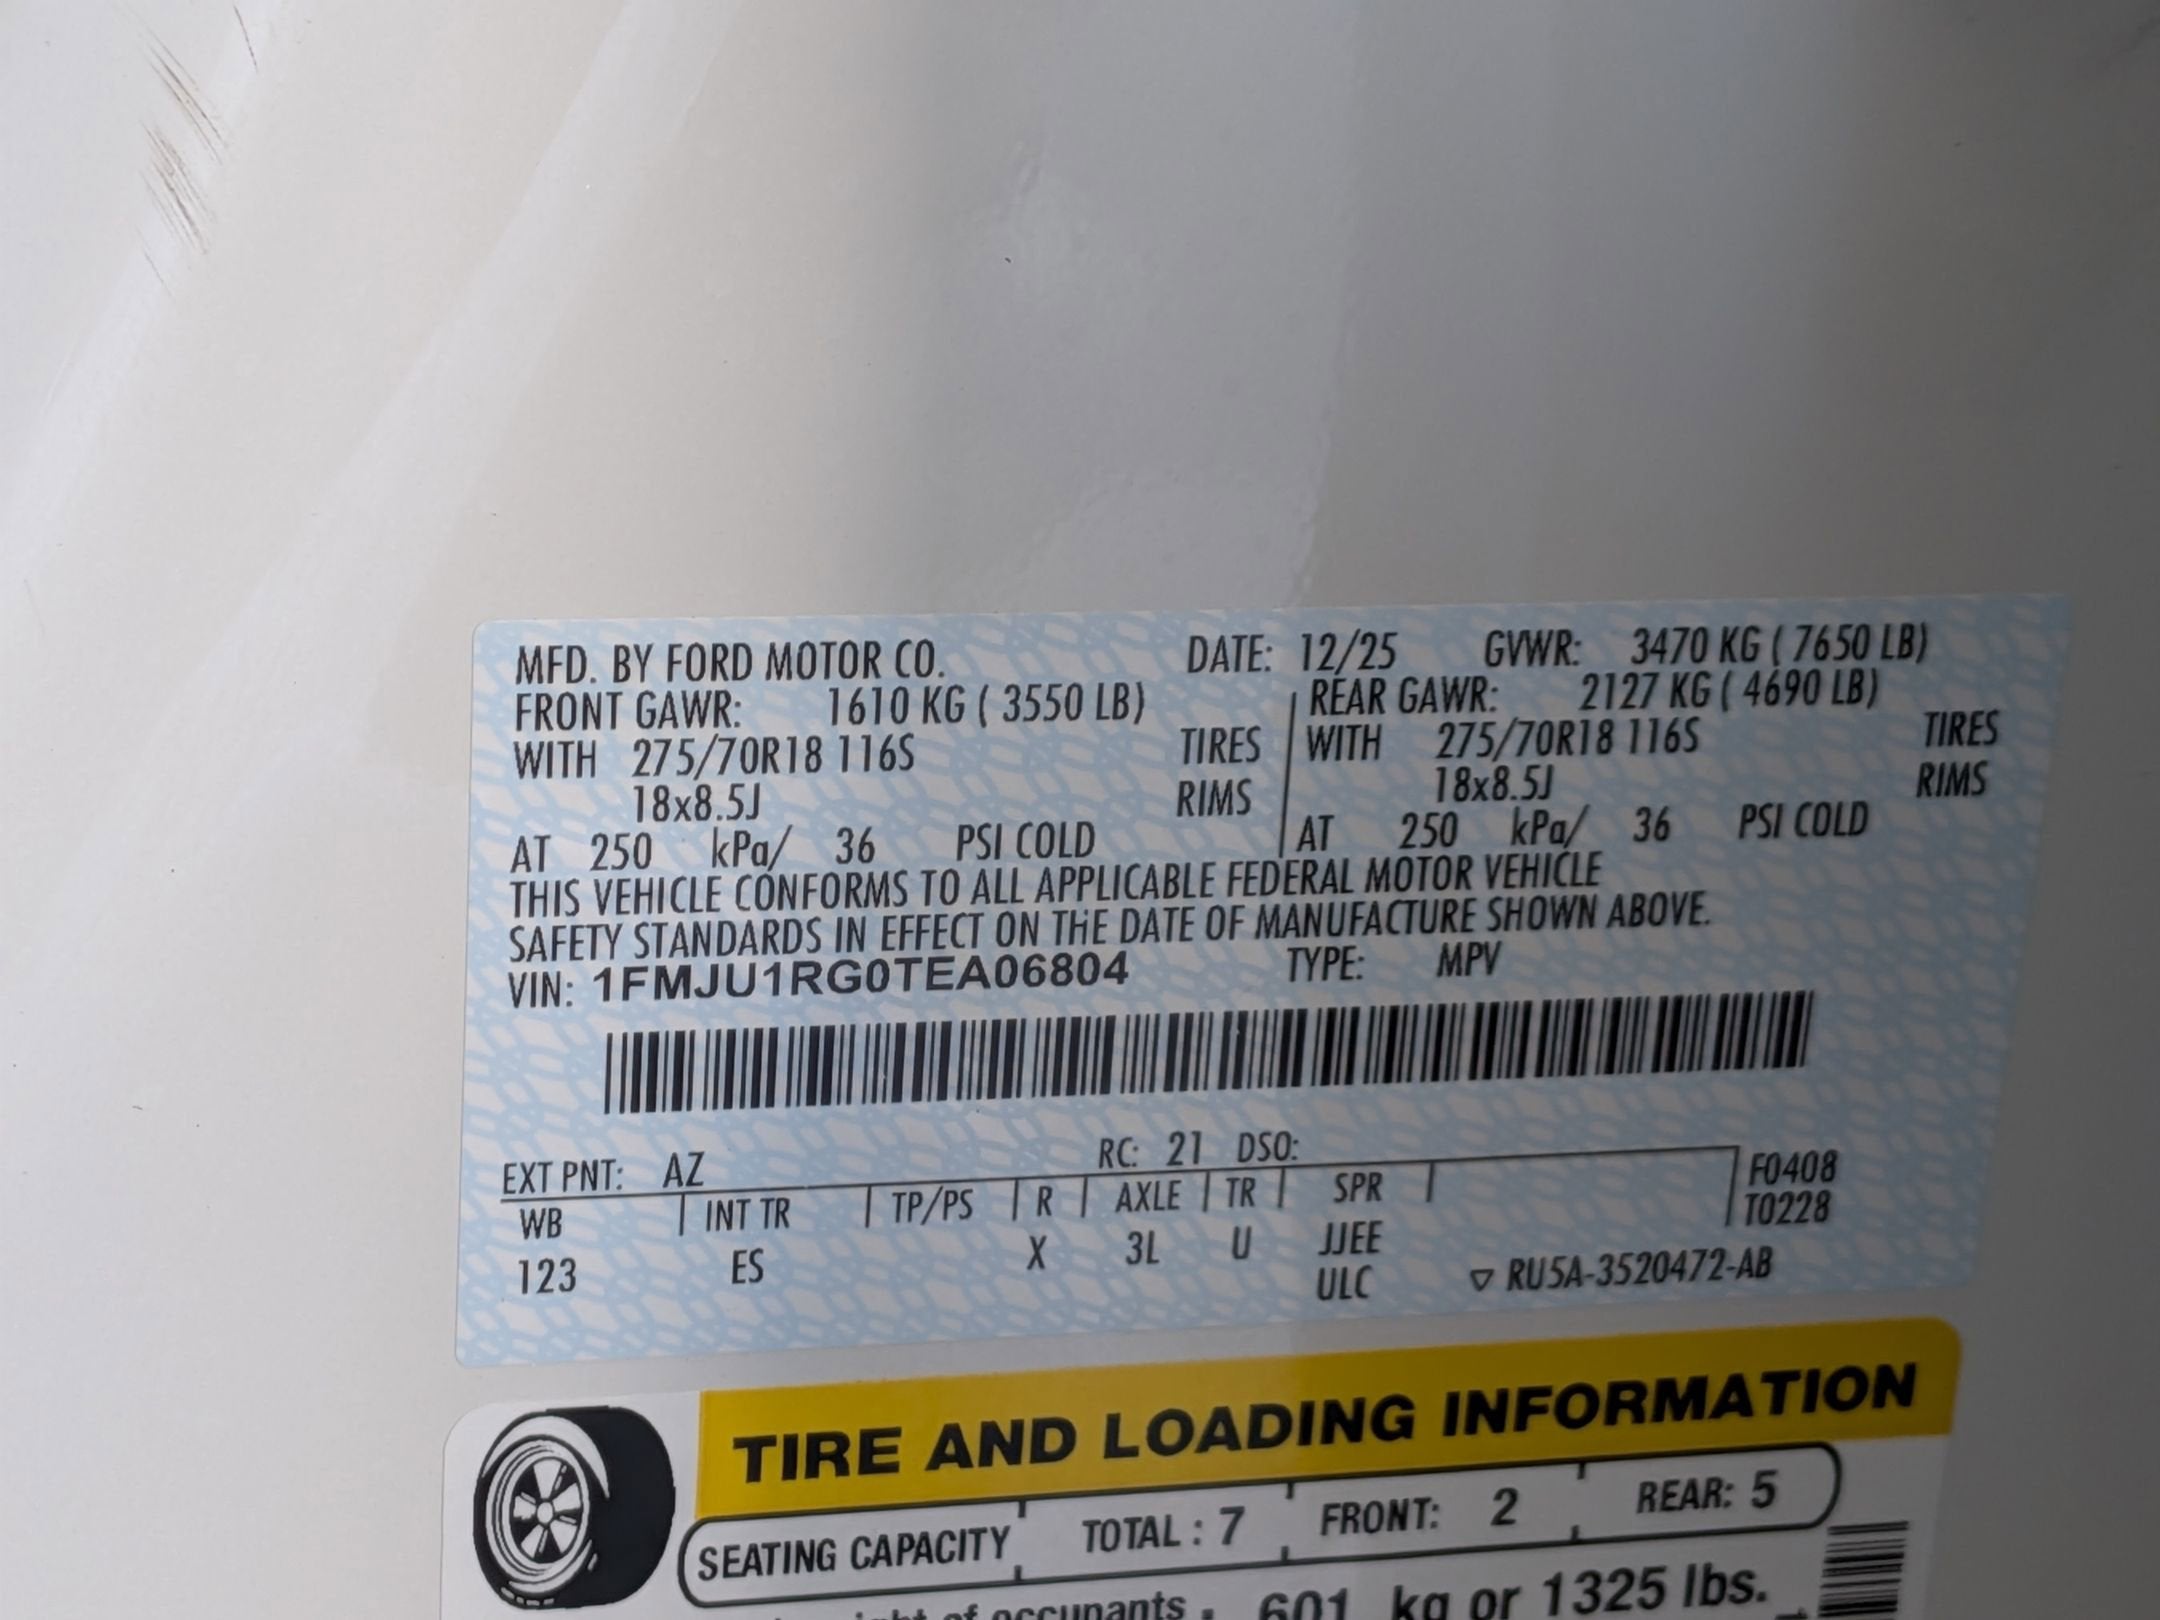 MFD. BY FORD MOTOR CO. DATE: 12/25 GVWR: 3470 KG ( 7650 LB)
FRONT GAWR: 1610 KG ( 3550 LB) REAR GAWR: 2127 KG ( 4690 LB)
WITH 275/70R18 116S TIRES WITH 275/70R18 116S TIRES
18x8.5J RIMS 18x8.5J RIMS
AT 250 kPa/ 36 PSI COLD AT 250 kPa/ 36 PSI COLD
THIS VEHICLE CONFORMS TO ALL APPLICABLE FEDERAL MOTOR VEHICLE
SAFETY STANDARDS IN EFFECT ON THE DATE OF MANUFACTURE SHOWN ABOVE.
VIN: 1FMJU1RG0TEA06804 TYPE: MPV
EXT PNT: AZ RC: 21 DSO:
WB INT TR TP/PS R AXLE TR SPR F0408
T0228
123 ES X 3L U JJEE
ULC ▽ RU5A-3520472-AB
TIRE AND LOADING INFORMATION
SEATING CAPACITY TOTAL : 7 FRONT: 2 REAR: 5
of occupants 601 kg or 1325 lbs.